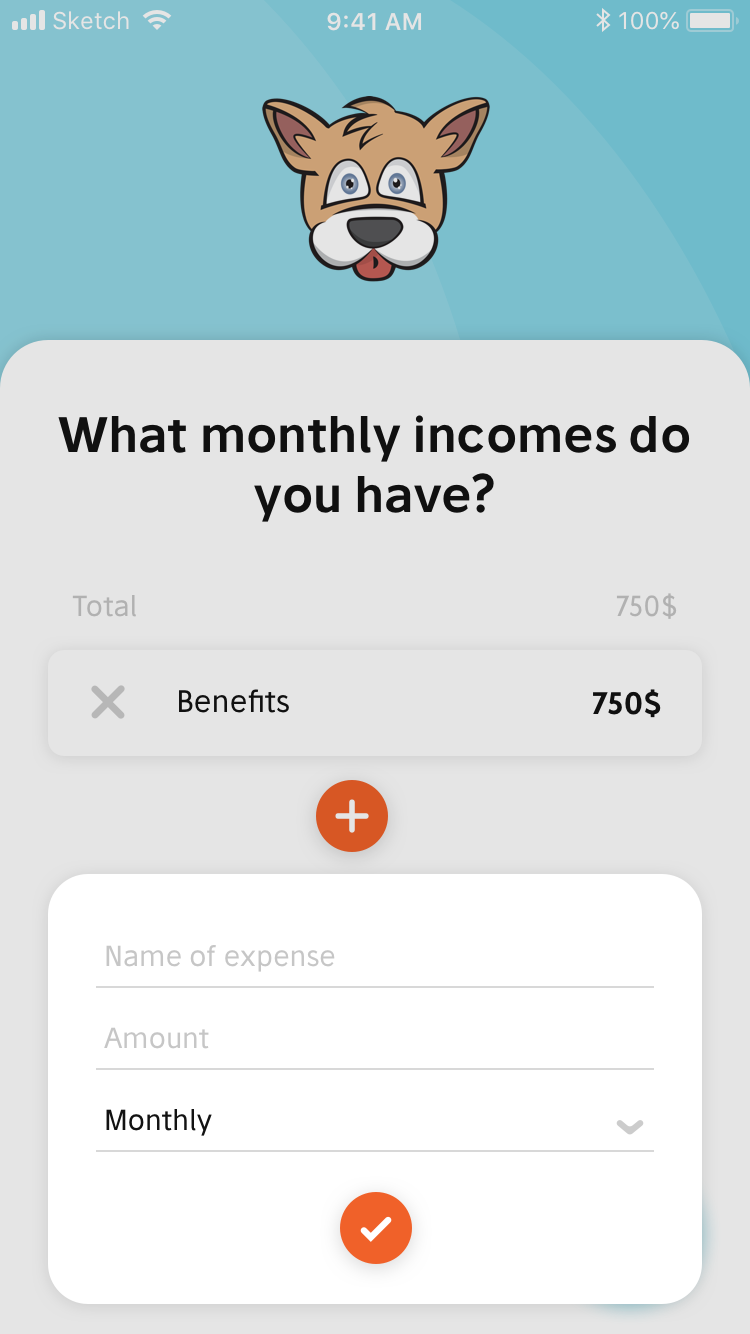 Sketch 9:41 AM 100%
What monthly incomes do
you have?
Total 750$
Benefits 750$
Name of expense
Amount
Monthly